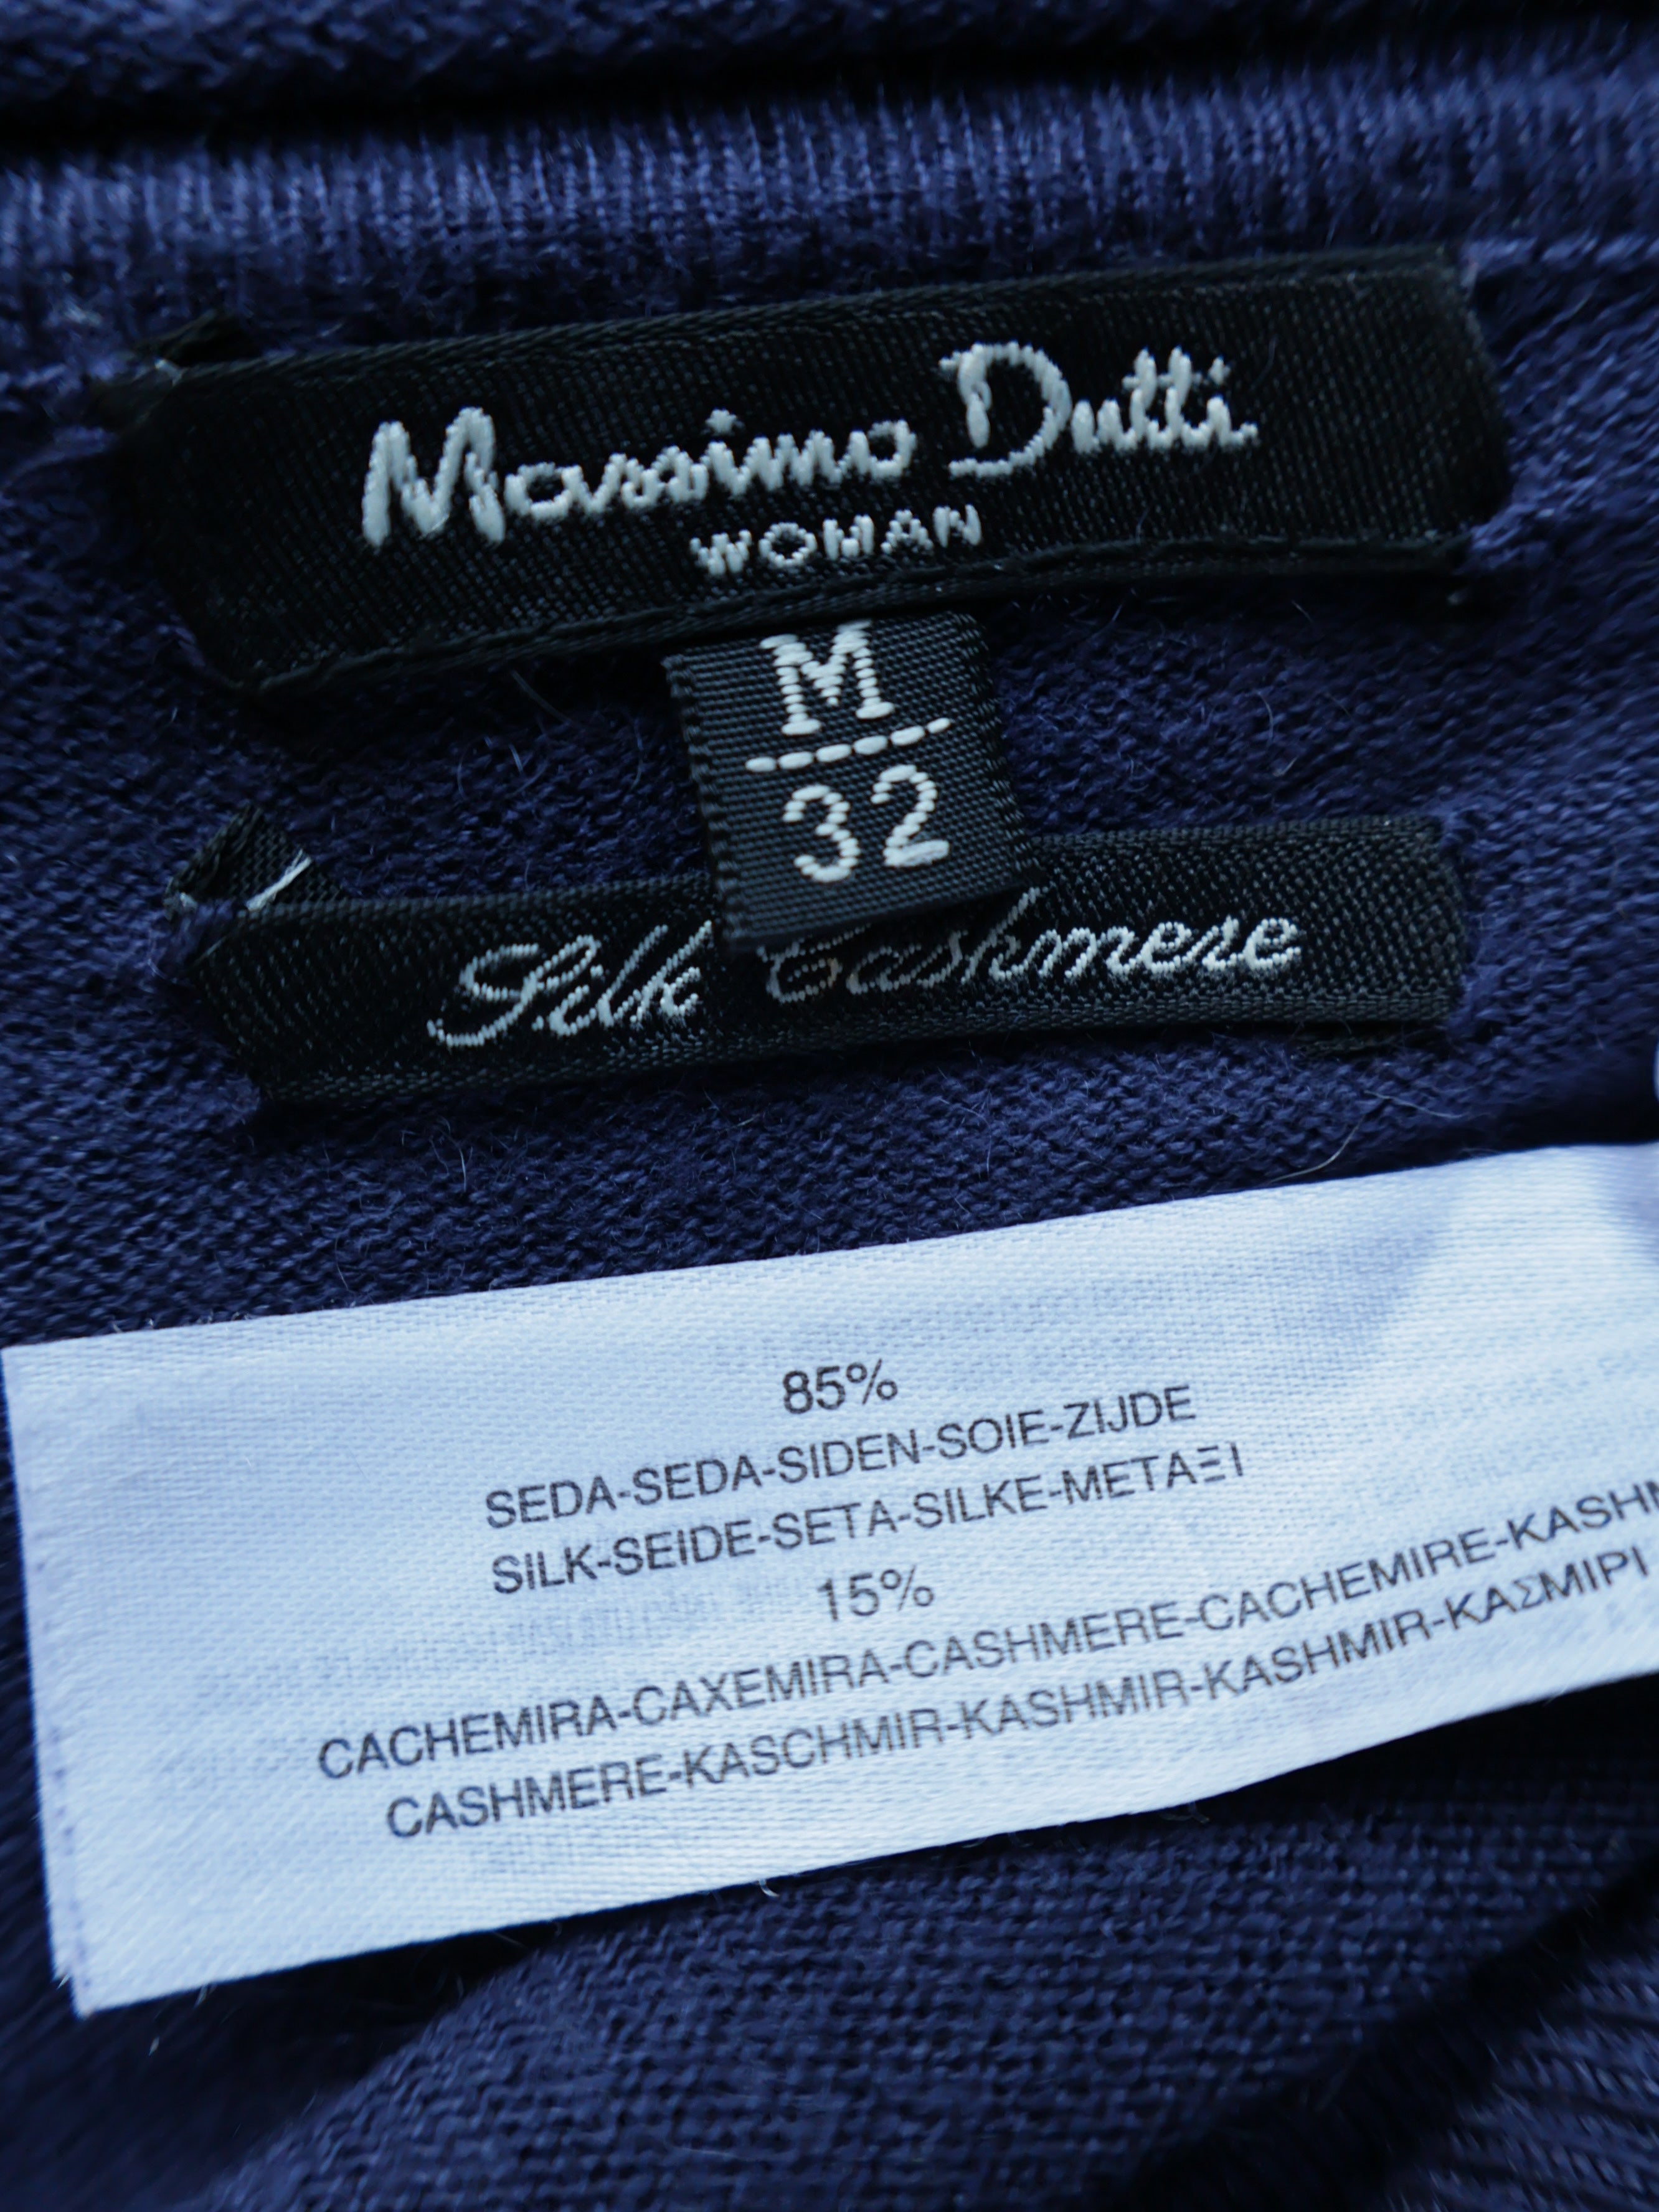 Massimo Dutti
WOMAN
M
32
Silk Cashmere
85%
SEDA-SEDA-SIDEN-SOIE-ZIJDE
SILK-SEIDE-SETA-SILKE-ΜΕΤΑΞΙ
15%
CACHEMIRA-CAXEMIRA-CASHMERE-CACHEMIRE-KASHM
CASHMERE-KASCHMIR-KASHMIR-KASHMIR-ΚΑΣΜΙΡΙ